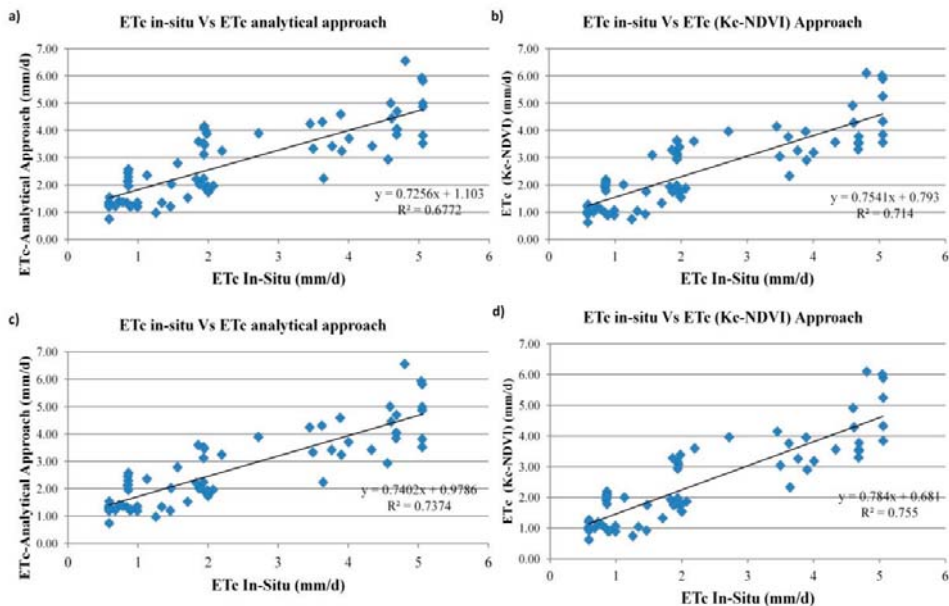 a)
ETc in-situ Vs ETc analytical approach
ETc-Analytical Approach (mm/d)
7.00
6.00
5.00
4.00
3.00
2.00
1.00
0.00
y = 0.7256x + 1.103
R² = 0.6772
0 1 2 3 4 5 6
ETc In-Situ (mm/d)
b)
ETc in-situ Vs ETc (Kc-NDVI) Approach
ETc (Kc-NDVI) (mm/d)
7.00
6.00
5.00
4.00
3.00
2.00
1.00
0.00
y = 0.7541x + 0.793
R² = 0.714
0 1 2 3 4 5 6
ETc In-Situ (mm/d)
c)
ETc in-situ Vs ETc analytical approach
ETc-Analytical Approach (mm/d)
7.00
6.00
5.00
4.00
3.00
2.00
1.00
0.00
y = 0.7402x + 0.9786
R² = 0.7374
0 1 2 3 4 5 6
ETc In-Situ (mm/d)
d)
ETc in-situ Vs ETc (Kc-NDVI) Approach
ETc (Kc-NDVI) (mm/d)
7.00
6.00
5.00
4.00
3.00
2.00
1.00
0.00
y = 0.784x + 0.681
R² = 0.755
0 1 2 3 4 5 6
ETc In-Situ (mm/d)